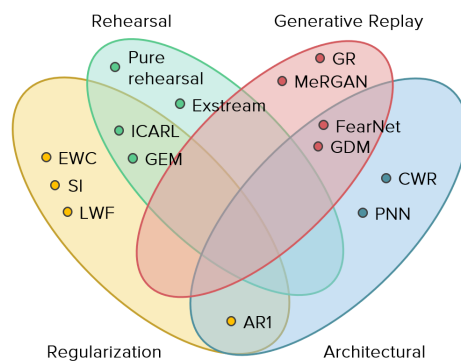 Rehearsal
Generative Replay
Pure
rehearsal
GR
MeRGAN
Exstream
ICARL
FearNet
GEM
GDM
EWC
SI
LWF
CWR
PNN
AR1
Regularization
Architectural